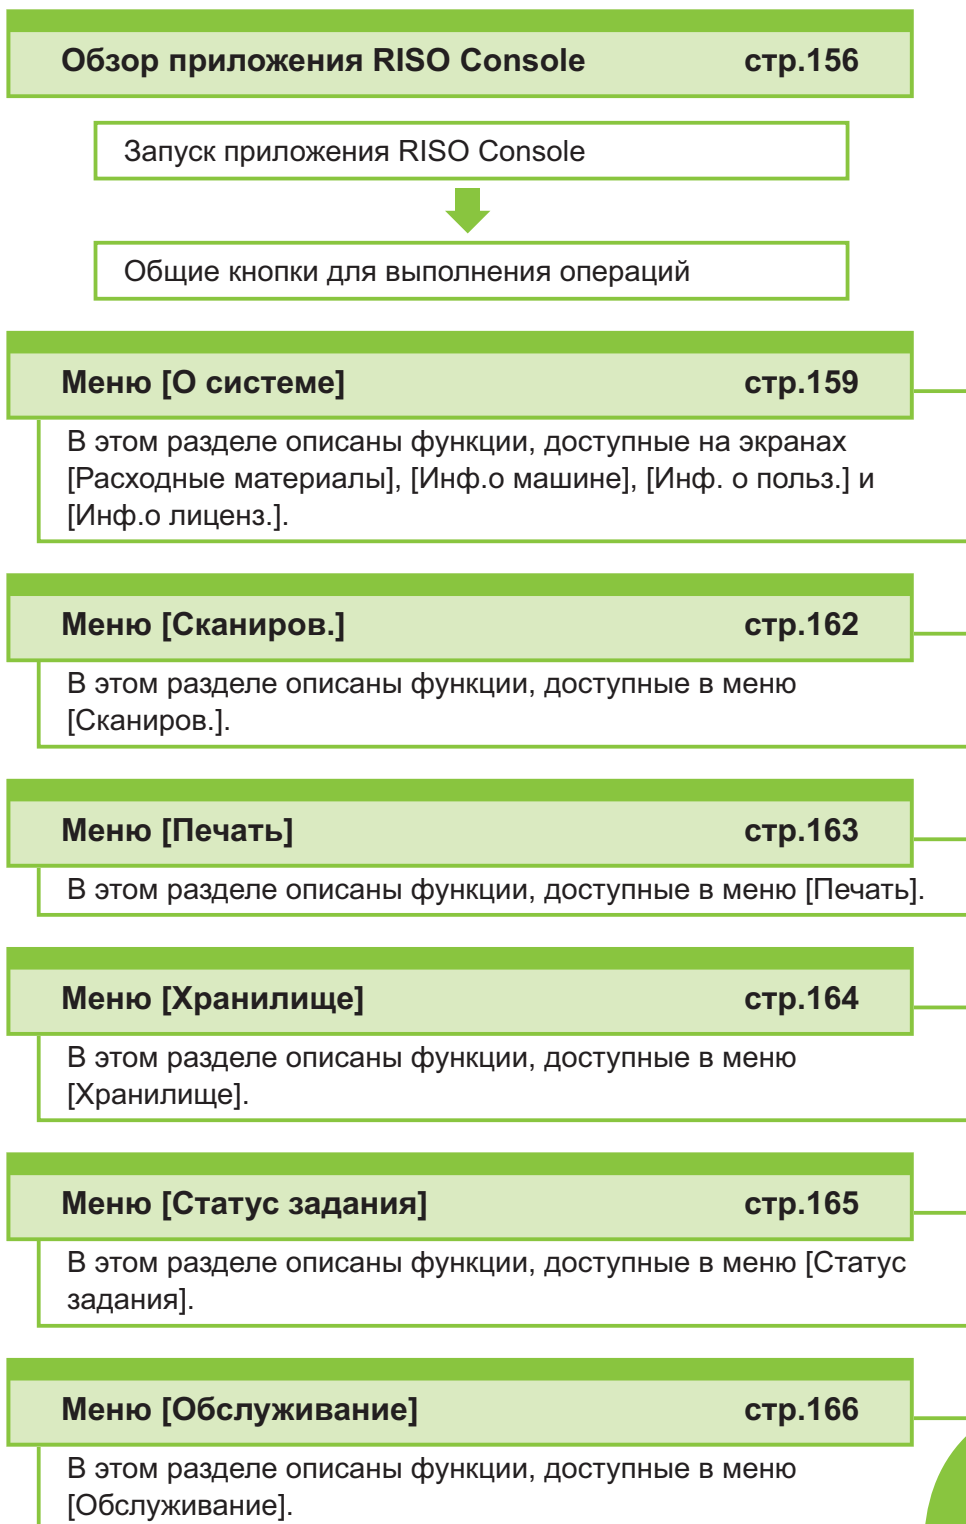 Обзор приложения RISO Console стр.156
Запуск приложения RISO Console
Общие кнопки для выполнения операций
Меню [О системе] стр.159
В этом разделе описаны функции, доступные на экранах
[Расходные материалы], [Инф.о машине], [Инф. о польз.] и
[Инф.о лиценз.].
Меню [Сканиров.] стр.162
В этом разделе описаны функции, доступные в меню
[Сканиров.].
Меню [Печать] стр.163
В этом разделе описаны функции, доступные в меню [Печать].
Меню [Хранилище] стр.164
В этом разделе описаны функции, доступные в меню
[Хранилище].
Меню [Статус задания] стр.165
В этом разделе описаны функции, доступные в меню [Статус
задания].
Меню [Обслуживание] стр.166
В этом разделе описаны функции, доступные в меню
[Обслуживание].